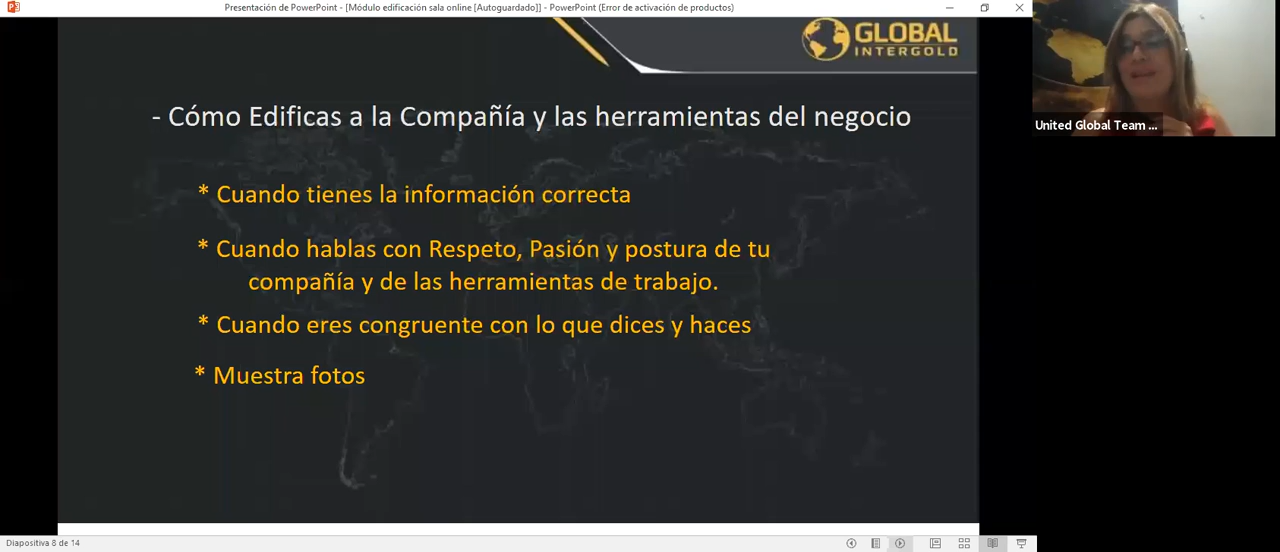 Presentación de PowerPoint - [Módulo edificación sala online [Autoguardado]] - PowerPoint (Error de activación de productos)
GLOBAL
INTERGOLD
- Cómo Edificas a la Compañía y las herramientas del negocio
* Cuando tienes la información correcta
* Cuando hablas con Respeto, Pasión y postura de tu
compañía y de las herramientas de trabajo.
* Cuando eres congruente con lo que dices y haces
* Muestra fotos
United Global Team ...
Diapositiva 8 de 14